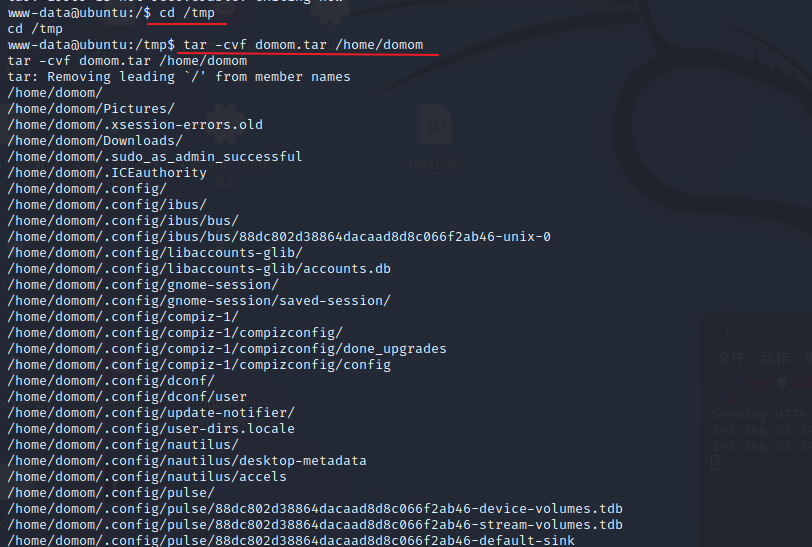 www-data@ubuntu:/$ cd /tmp
cd /tmp
www-data@ubuntu:/tmp$ tar -cvf domom.tar /home/domom
tar -cvf domom.tar /home/domom
tar: Removing leading `/' from member names
/home/domom/
/home/domom/Pictures/
/home/domom/.xsession-errors.old
/home/domom/Downloads/
/home/domom/.sudo_as_admin_successful
/home/domom/.ICEauthority
/home/domom/.config/
/home/domom/.config/ibus/
/home/domom/.config/ibus/bus/
/home/domom/.config/ibus/bus/88dc802d38864dacaad8d8c066f2ab46-unix-0
/home/domom/.config/libaccounts-glib/
/home/domom/.config/libaccounts-glib/accounts.db
/home/domom/.config/gnome-session/
/home/domom/.config/gnome-session/saved-session/
/home/domom/.config/compiz-1/
/home/domom/.config/compiz-1/compizconfig/
/home/domom/.config/compiz-1/compizconfig/done_upgrades
/home/domom/.config/compiz-1/compizconfig/config
/home/domom/.config/dconf/
/home/domom/.config/dconf/user
/home/domom/.config/update-notifier/
/home/domom/.config/user-dirs.locale
/home/domom/.config/nautilus/
/home/domom/.config/nautilus/desktop-metadata
/home/domom/.config/nautilus/accels
/home/domom/.config/pulse/
/home/domom/.config/pulse/88dc802d38864dacaad8d8c066f2ab46-device-volumes.tdb
/home/domom/.config/pulse/88dc802d38864dacaad8d8c066f2ab46-stream-volumes.tdb
/home/domom/.config/pulse/88dc802d38864dacaad8d8c066f2ab46-default-sink
文件 动作
Serving HTTP
192.168.43.39
192.168.43.39